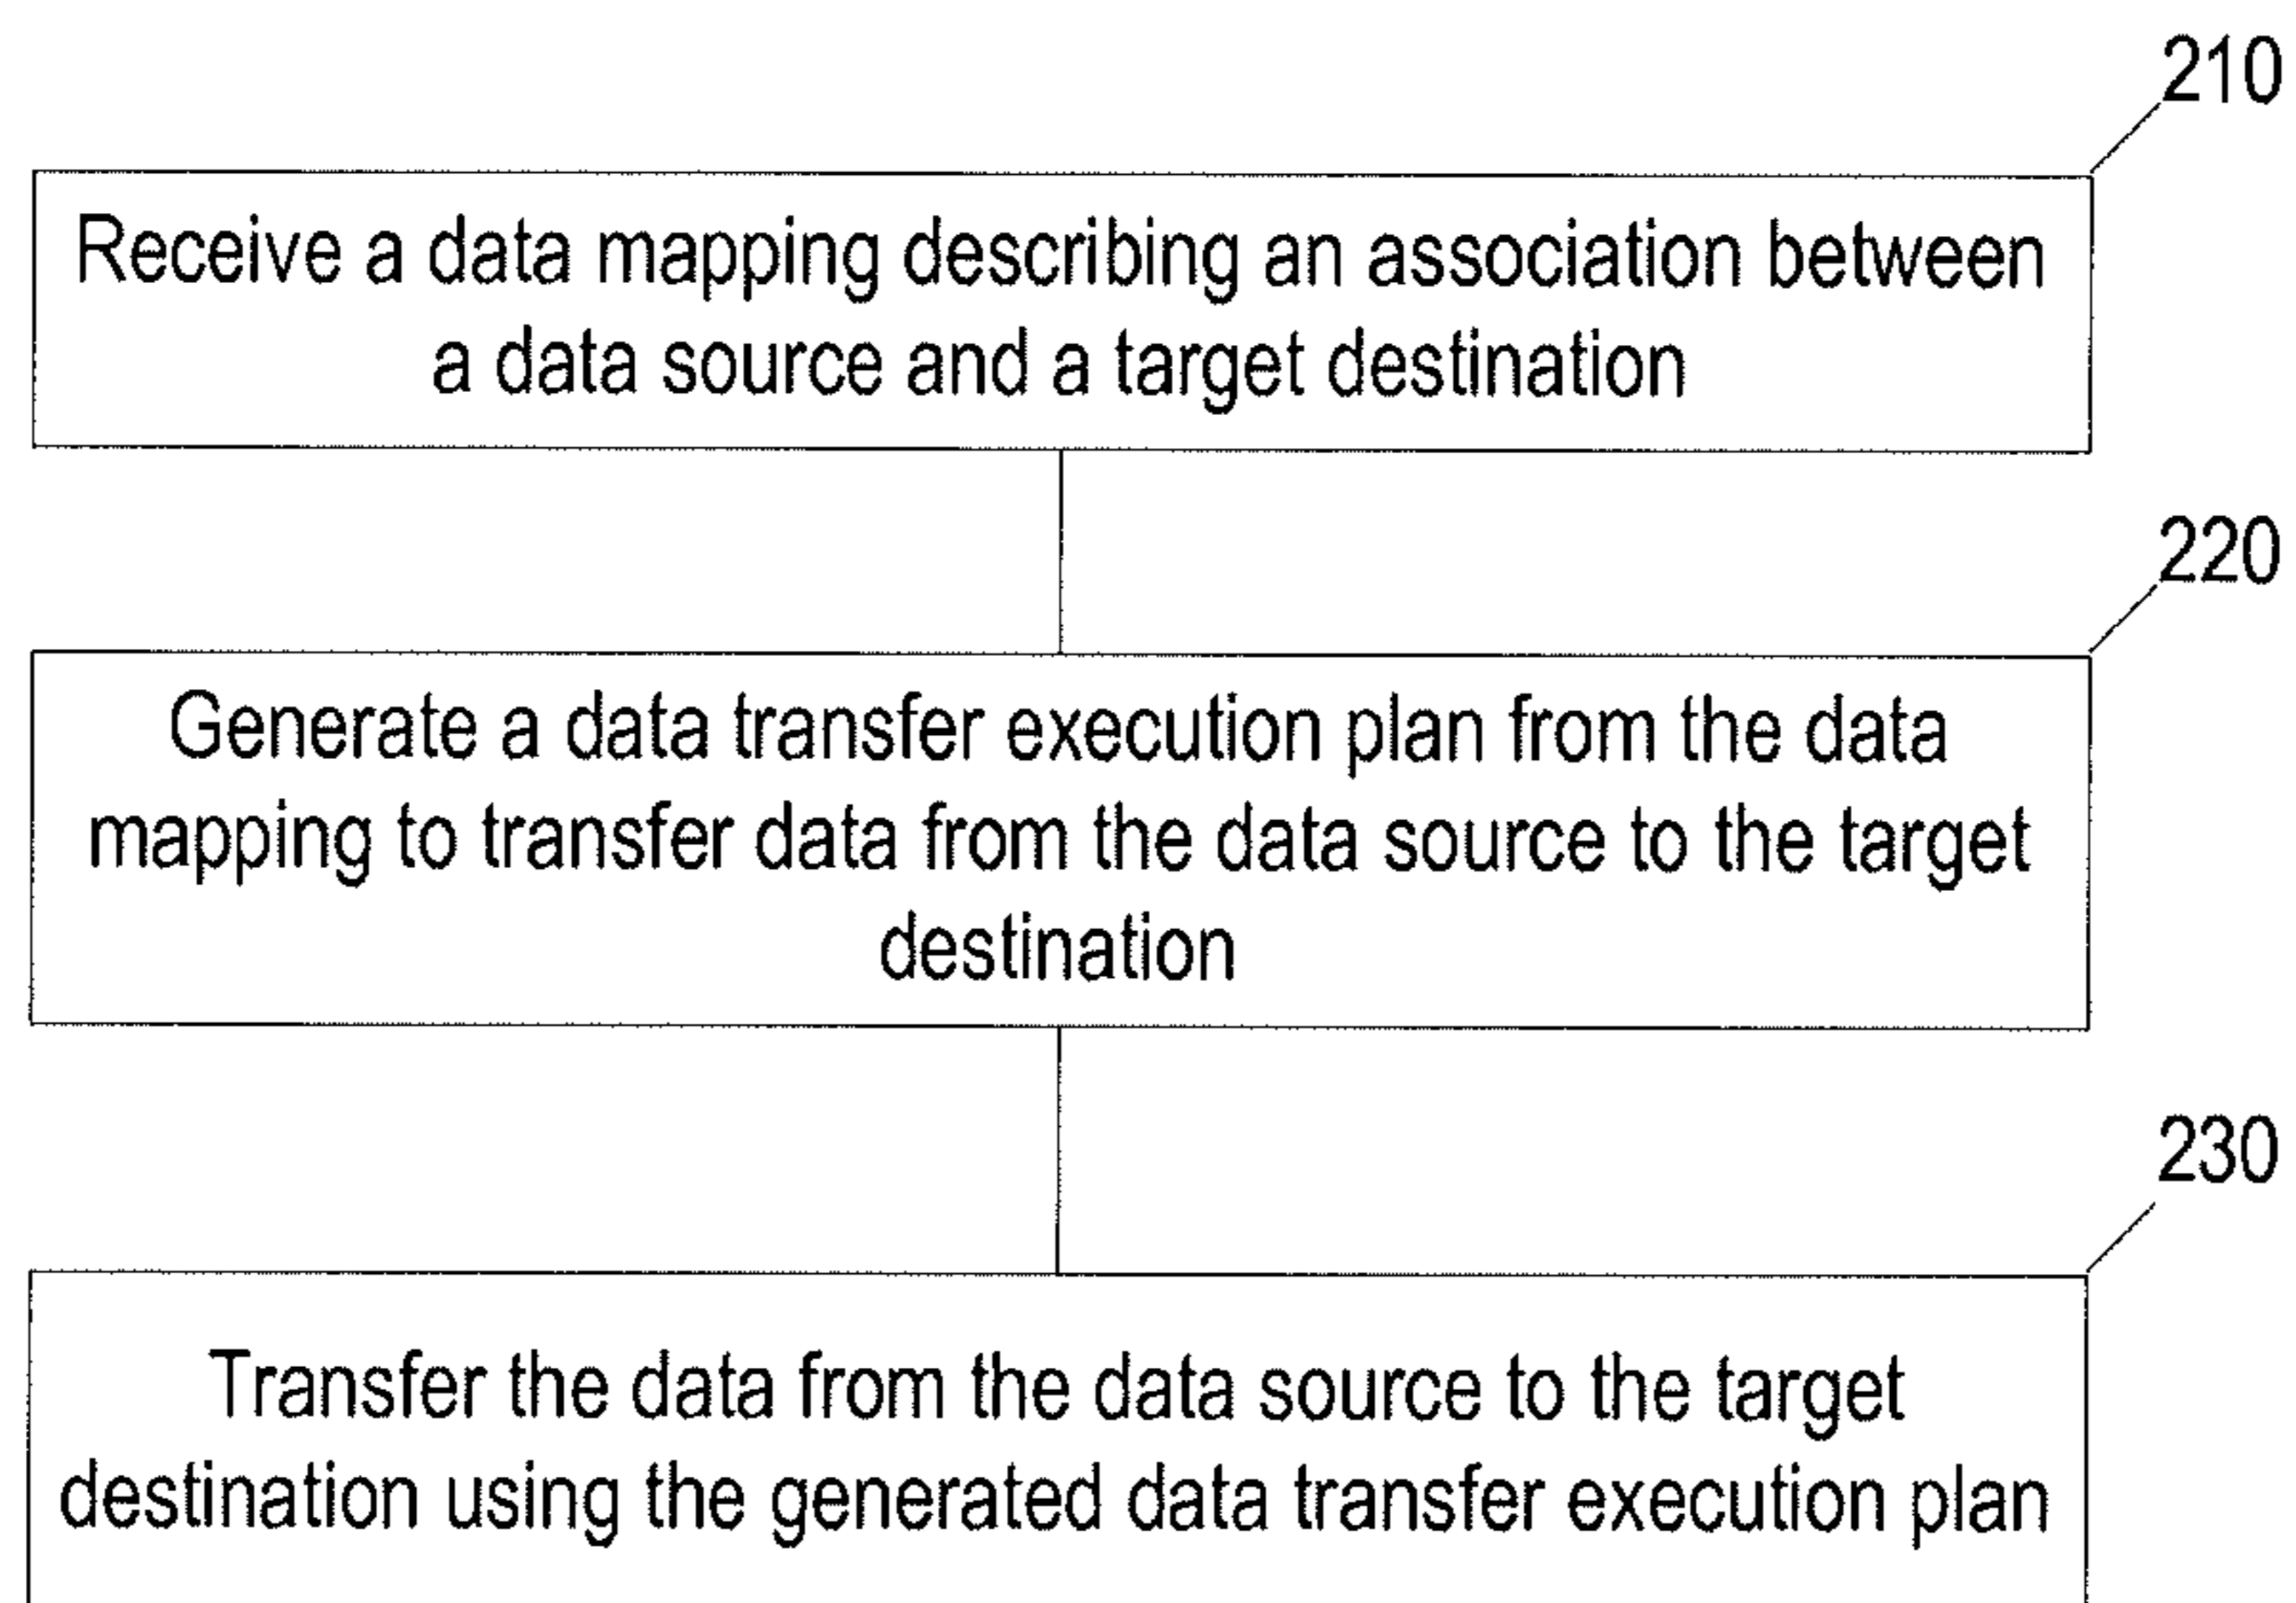 210
Receive a data mapping describing an association between
a data source and a target destination
220
Generate a data transfer execution plan from the data
mapping to transfer data from the data source to the target
destination
230
Transfer the data from the data source to the target
destination using the generated data transfer execution plan